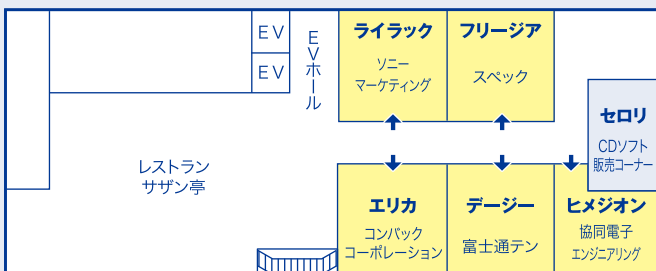 EV
EV
EVホール
ライラック
ソニー
マーケティング
フリージア
スペック
セロリ
CDソフト
販売コーナー
レストラン
サザン亭
エリカ
コンパック
コーポレーション
デージー
富士通テン
ヒメジオン
協同電子
エンジニアリング